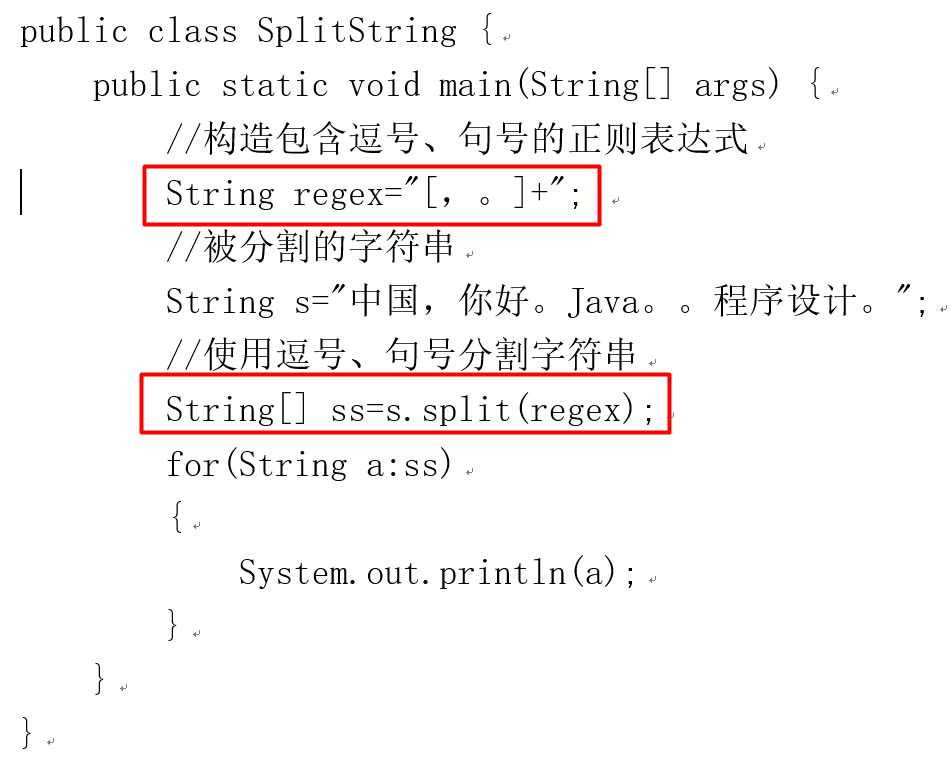 public class SplitString {
    public static void main(String[] args) {
        //构造包含逗号、句号的正则表达式
        String regex="[，。]+";
        //被分割的字符串
        String s="中国，你好。Java。。程序设计。";
        //使用逗号、句号分割字符串
        String[] ss=s.split(regex);
        for(String a:ss)
        {
            System.out.println(a);
        }
    }
}